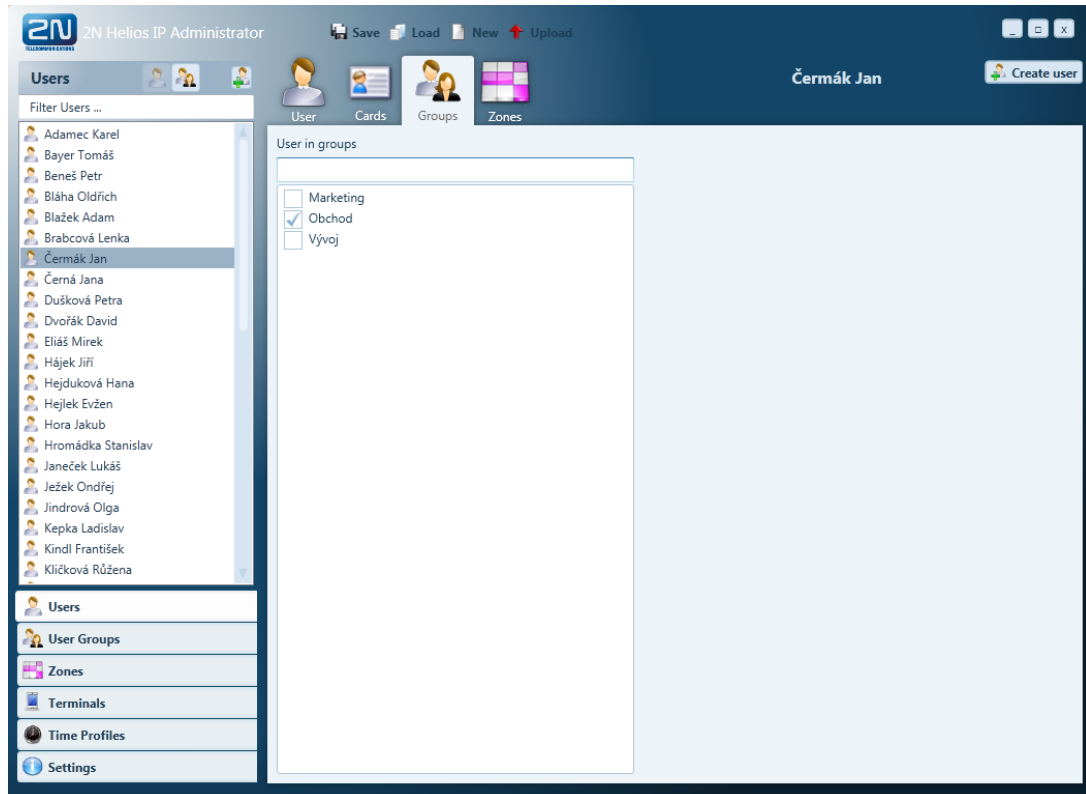 2N
TELECOMMUNICATIONS
2N Helios IP Administrator
Save Load New Upload
_ □ x
Users
Filter Users ...
Adamec Karel
Bayer Tomáš
Beneš Petr
Bláha Oldřich
Blažek Adam
Brabcová Lenka
Čermák Jan
Černá Jana
Dušková Petra
Dvořák David
Eliáš Mirek
Hájek Jiří
Hejduková Hana
Hejlek Evžen
Hora Jakub
Hromádka Stanislav
Janeček Lukáš
Ježek Ondřej
Jindrová Olga
Kepka Ladislav
Kindl František
Kličková Růžena
Users
User Groups
Zones
Terminals
Time Profiles
Settings
User Cards Groups Zones
Čermák Jan
Create user
User in groups
Marketing
Obchod
Vývoj